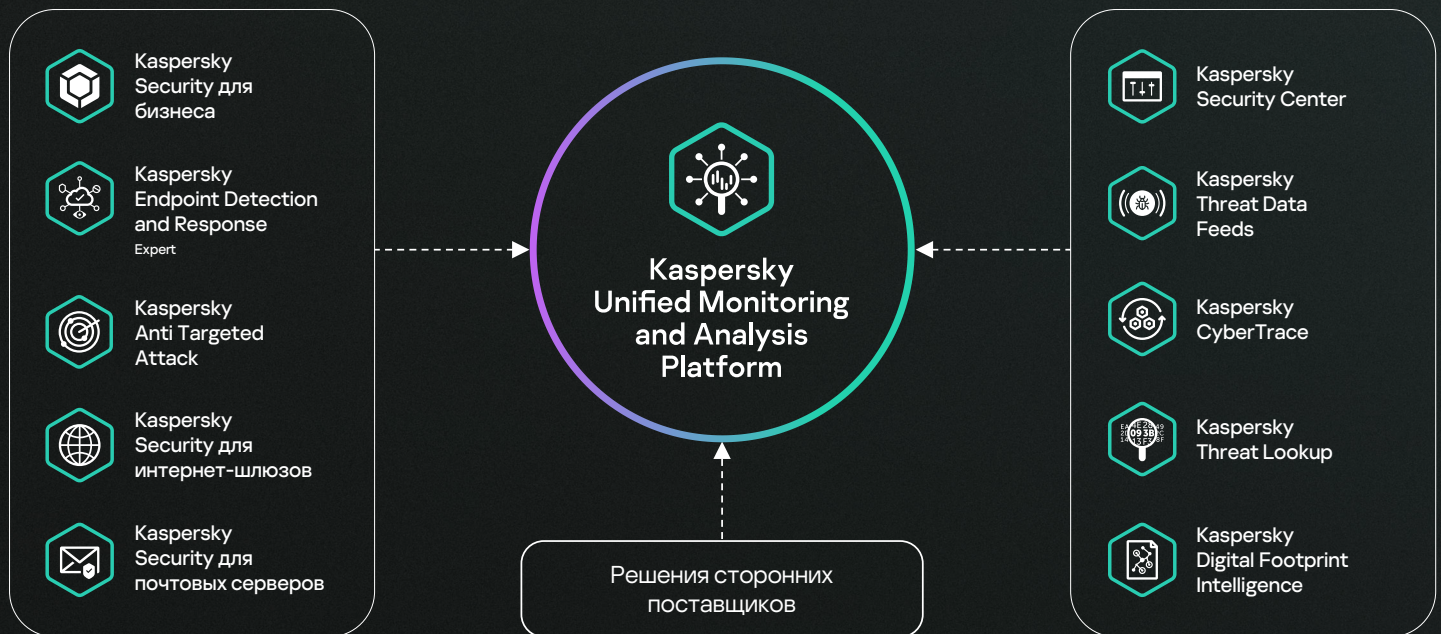 Kaspersky
Security для
бизнеса
Kaspersky
Endpoint Detection
and Response
Expert
Kaspersky
Anti Targeted
Attack
Kaspersky
Security для
интернет-шлюзов
Kaspersky
Security для
почтовых серверов
Kaspersky
Unified Monitoring
and Analysis
Platform
Решения сторонних
поставщиков
Kaspersky
Security Center
Kaspersky
Threat Data
Feeds
Kaspersky
CyberTrace
09 3B
Kaspersky
Threat Lookup
Kaspersky
Digital Footprint
Intelligence